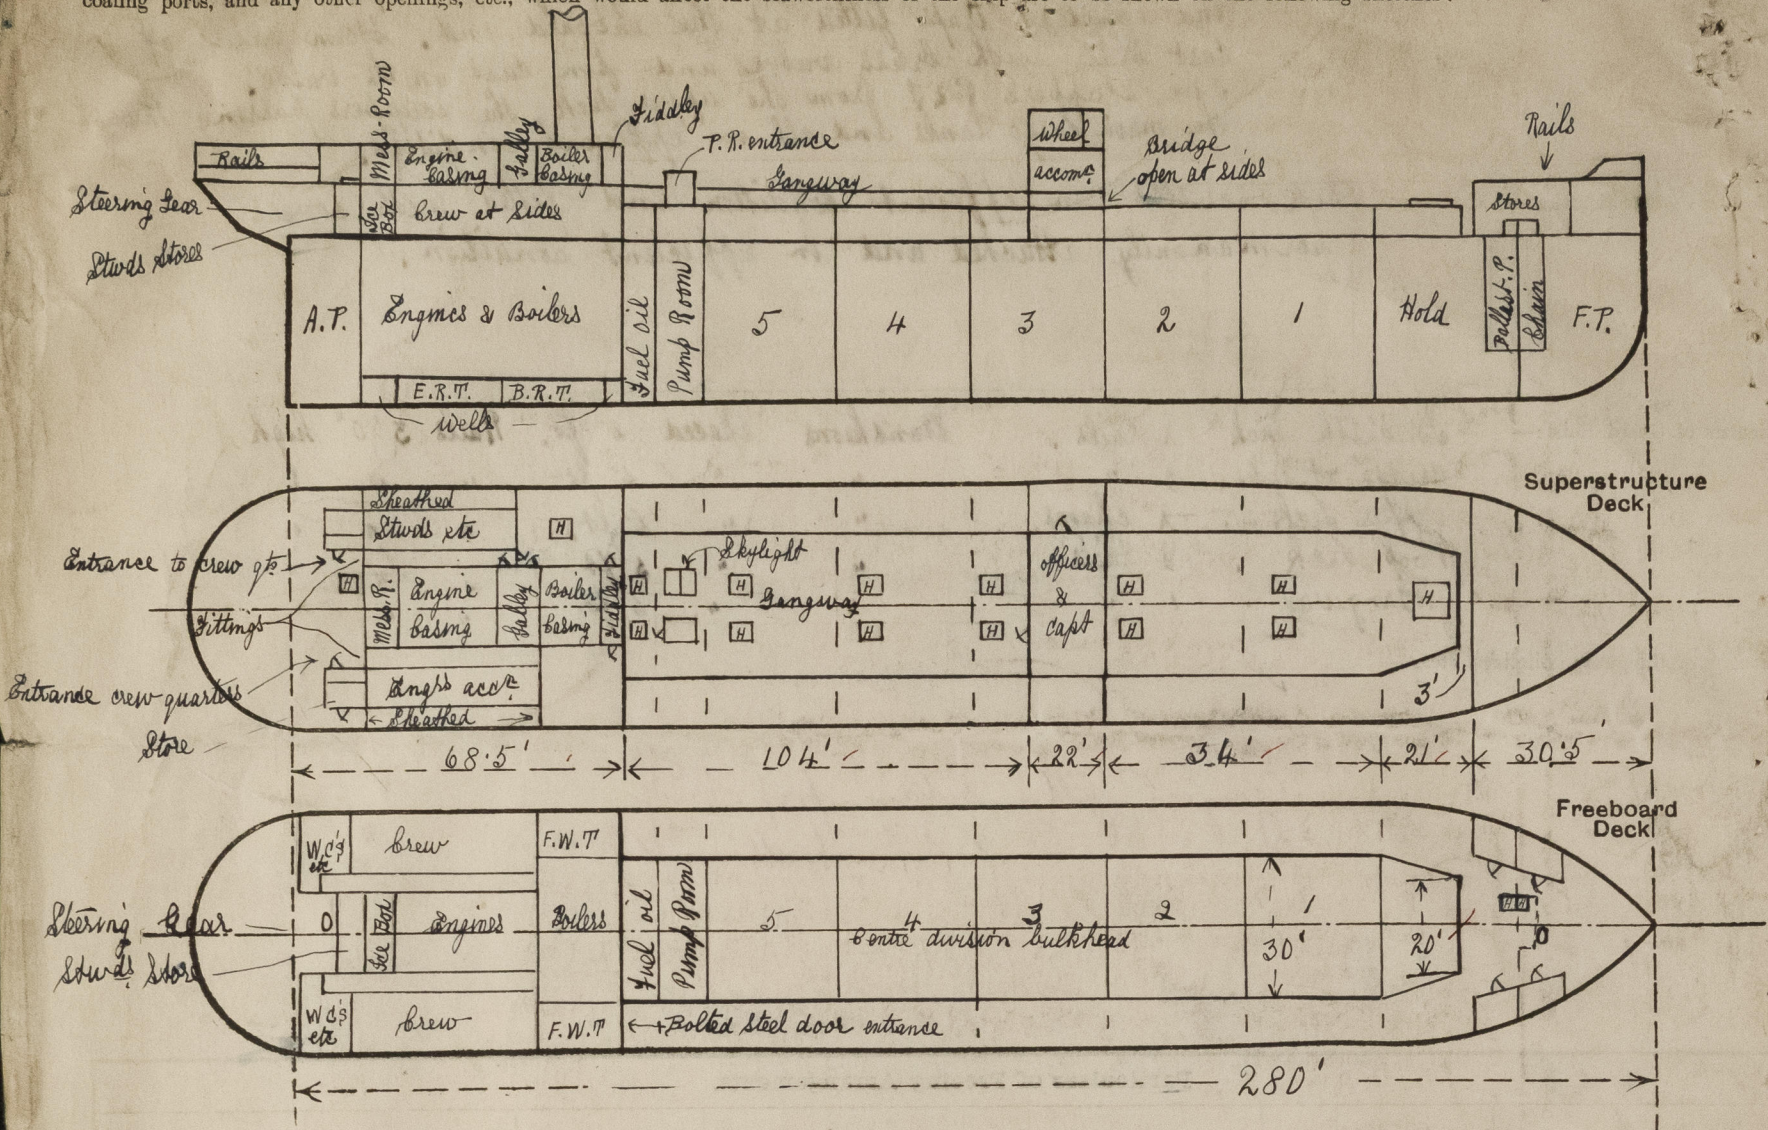 coaling ports, and any other openings, etc., which would affect the seaworthiness of the ship are to be shown on the following sketches:
Rails
Mess-Room
Engine
Casing
Galley
Boiler
Casing
Fiddley
P.R. entrance
Gangway
Wheel
accomn.
Bridge
open at sides
Rails
Steering Gear
Stwds Stores
Ice
Box
Crew at Sides
Stores
A.P.
Engines & Boilers
Fuel Oil
Pump Room
5
4
3
2
1
Hold
Ballast. P.
Chain
F.P.
E.R.T.
B.R.T.
Wells
Superstructure
Deck
Sheathed
Stwds etc
H
Entrance to crew qts
H
Mess. R.
Engine
Casing
Galley
Boiler
Casing
Fiddley
Skylight
Gangway
H H H H
H H H H
officers
&
capt
H H
H H
H
Fittings
Entrance crew quarters
Engrs accn.
Sheathed
Store
3'
68.5'
104'
22'
34'
21'
30.5'
Freeboard
Deck
W.C's
etc
Crew
F.W.T
Steering Gear
Stwds Store
O
Ice Box
Engines
Boilers
Fuel oil
Pump Room
5
4
3
2
1
Centre division bulkhead
30'
20'
H H
O
W C's
etc
Crew
F.W.T
Bolted Steel door entrance
280'